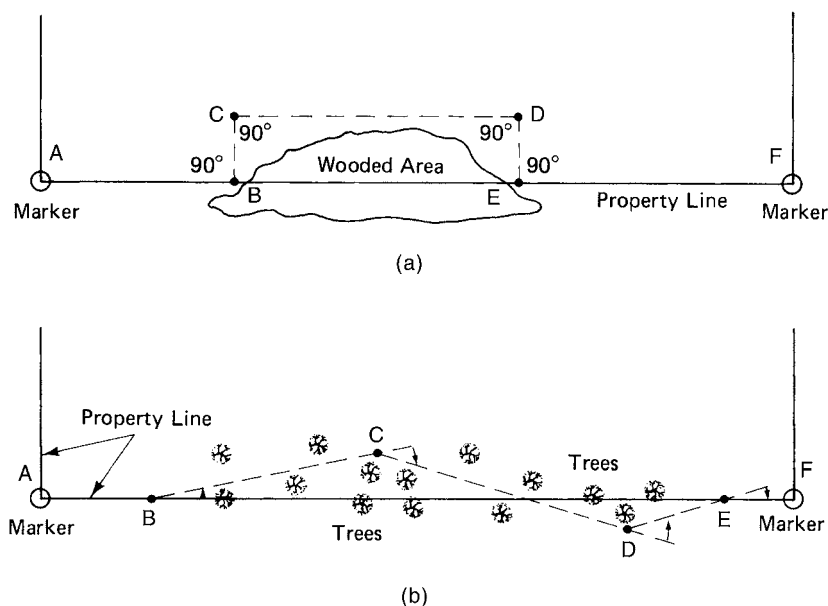 C D
90° 90°
A 90° Wooded Area 90° F
B E
Marker Property Line Marker
(a)
Property Line C
A Trees F
Marker B Trees E Marker
D
(b)